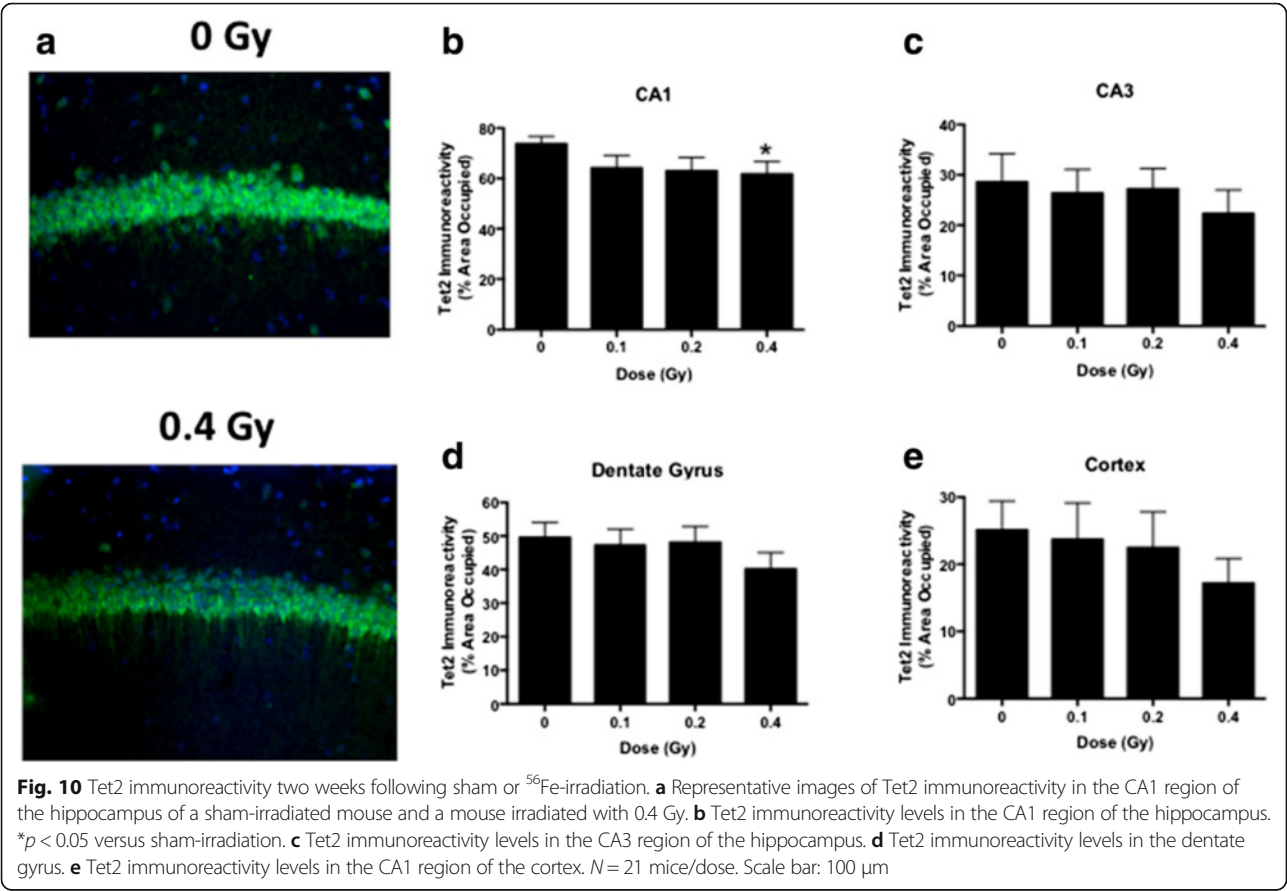 a
0 Gy
0.4 Gy
b
CA1
Tet2 Immunoreactivity
(% Area Occupied)
80
60
40
20
0
*
0
0.1
0.2
0.4
Dose (Gy)
c
CA3
Tet2 Immunoreactivity
(% Area Occupied)
40
30
20
10
0
0
0.1
0.2
0.4
Dose (Gy)
d
Dentate Gyrus
Tet2 Immunoreactivity
(% Area Occupied)
60
50
40
30
20
10
0
0
0.1
0.2
0.4
Dose (Gy)
e
Cortex
Tet2 Immunoreactivity
(% Area Occupied)
30
20
10
0
0
0.1
0.2
0.4
Dose (Gy)
Fig. 10 Tet2 immunoreactivity two weeks following sham or ⁵⁶Fe-irradiation. a Representative images of Tet2 immunoreactivity in the CA1 region of
the hippocampus of a sham-irradiated mouse and a mouse irradiated with 0.4 Gy. b Tet2 immunoreactivity levels in the CA1 region of the hippocampus.
*p < 0.05 versus sham-irradiation. c Tet2 immunoreactivity levels in the CA3 region of the hippocampus. d Tet2 immunoreactivity levels in the dentate
gyrus. e Tet2 immunoreactivity levels in the CA1 region of the cortex. N = 21 mice/dose. Scale bar: 100 μm